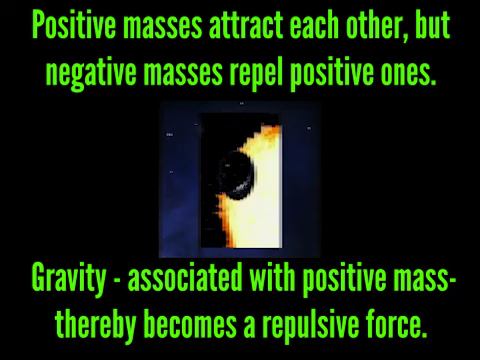 Positive masses attract each other, but
negative masses repel positive ones.
Gravity - associated with positive mass-
thereby becomes a repulsive force.